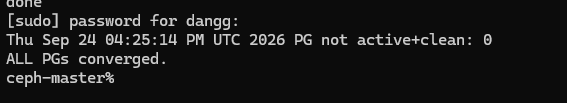 done
[sudo] password for dangg:
Thu Sep 24 04:25:14 PM UTC 2026 PG not active+clean: 0
ALL PGs converged.
ceph-master%